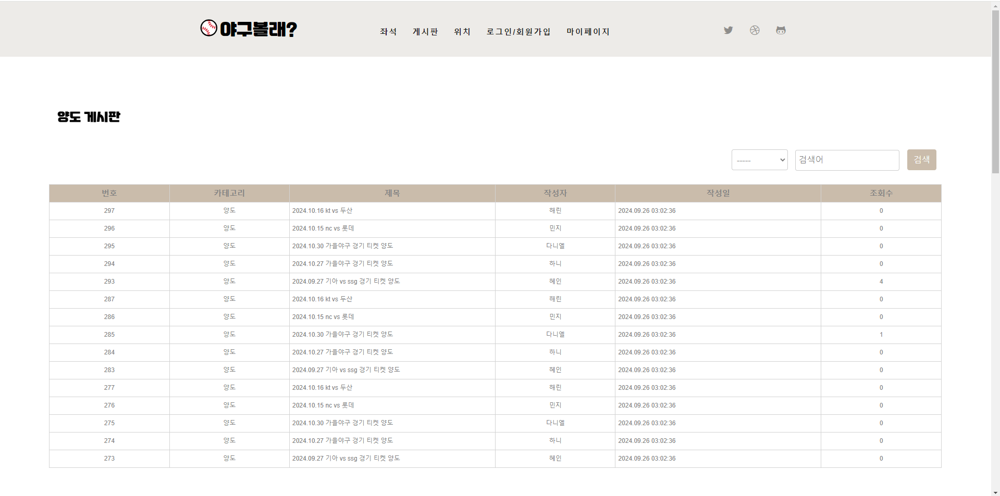 야구볼래?
좌석 게시판 위치 로그인/회원가입 마이페이지
양도 게시판
----- 검색어 검색
번호 카테고리 제목 작성자 작성일 조회수
297 양도 2024.10.16 kt vs 두산 해린 2024.09.26 03:02:36 0
296 양도 2024.10.15 nc vs 롯데 민지 2024.09.26 03:02:36 0
295 양도 2024.10.30 가을야구 경기 티켓 양도 다니엘 2024.09.26 03:02:36 0
294 양도 2024.10.27 가을야구 경기 티켓 양도 하니 2024.09.26 03:02:36 0
293 양도 2024.09.27 기아 vs ssg 경기 티켓 양도 혜인 2024.09.26 03:02:36 4
287 양도 2024.10.16 kt vs 두산 해린 2024.09.26 03:02:36 0
286 양도 2024.10.15 nc vs 롯데 민지 2024.09.26 03:02:36 0
285 양도 2024.10.30 가을야구 경기 티켓 양도 다니엘 2024.09.26 03:02:36 1
284 양도 2024.10.27 가을야구 경기 티켓 양도 하니 2024.09.26 03:02:36 0
283 양도 2024.09.27 기아 vs ssg 경기 티켓 양도 혜인 2024.09.26 03:02:36 0
277 양도 2024.10.16 kt vs 두산 해린 2024.09.26 03:02:36 0
276 양도 2024.10.15 nc vs 롯데 민지 2024.09.26 03:02:36 0
275 양도 2024.10.30 가을야구 경기 티켓 양도 다니엘 2024.09.26 03:02:36 0
274 양도 2024.10.27 가을야구 경기 티켓 양도 하니 2024.09.26 03:02:36 0
273 양도 2024.09.27 기아 vs ssg 경기 티켓 양도 혜인 2024.09.26 03:02:36 0